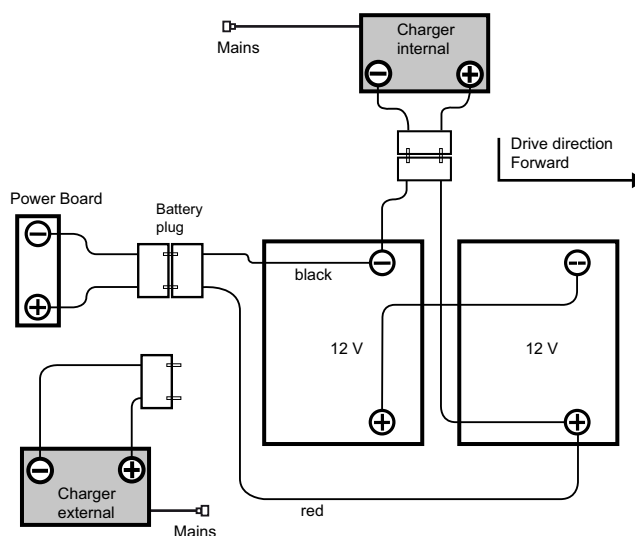 Charger
internal
Mains
Drive direction
Forward
Power Board
Battery
plug
black
12 V
12 V
Charger
external
red
Mains